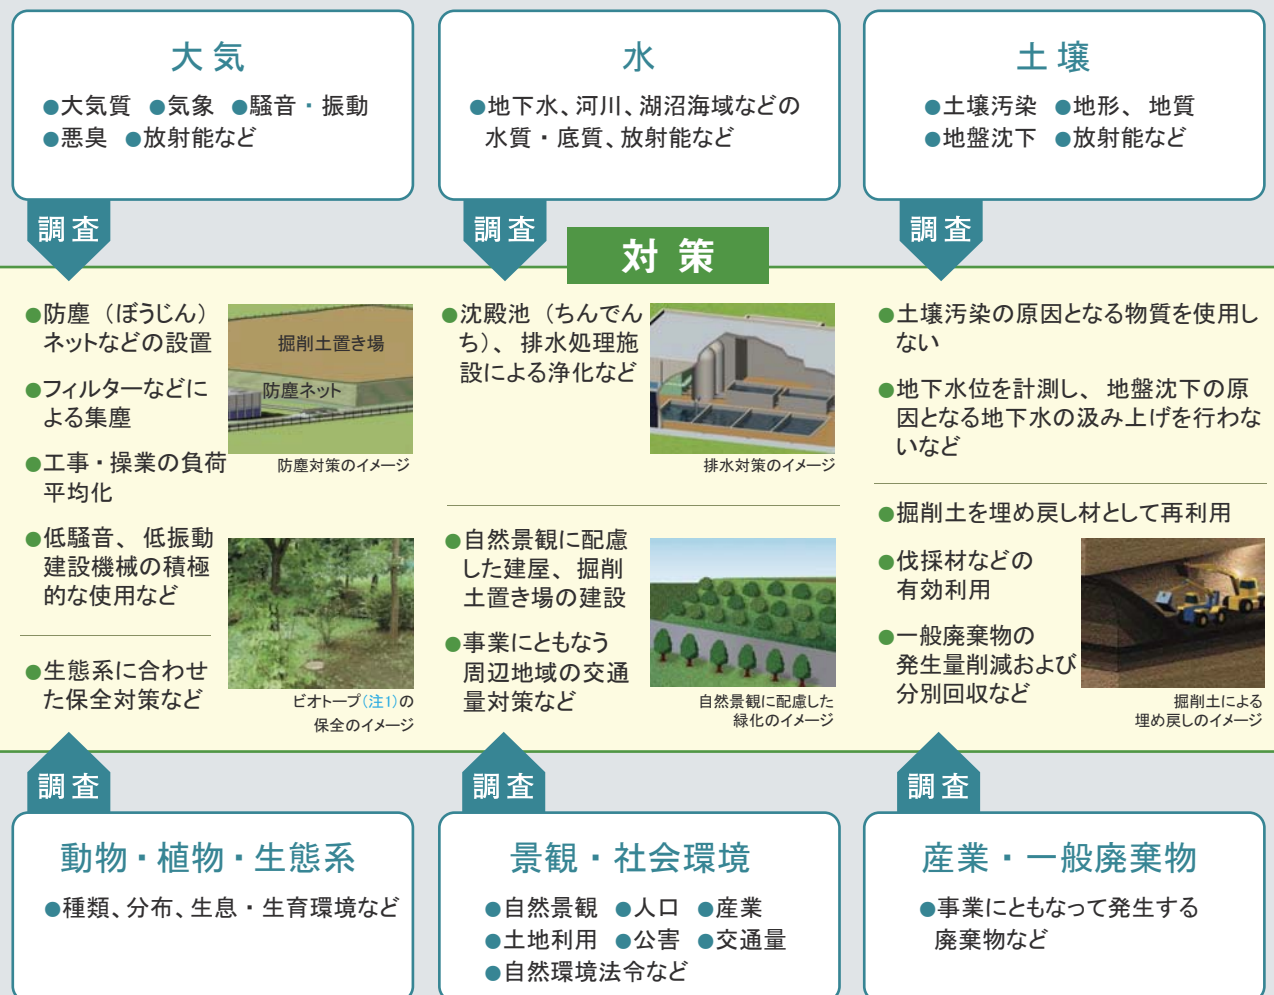 大気
●大気質 ●気象 ●騒音・振動
●悪臭 ●放射能など
水
●地下水、河川、湖沼海域などの
水質・底質、放射能など
土壌
●土壌汚染 ●地形、地質
●地盤沈下 ●放射能など
調査
調査
調査
対策
●防塵（ぼうじん）
ネットなどの設置
●フィルターなどに
よる集塵
●工事・操業の負荷
平均化
●低騒音、低振動
建設機械の積極
的な使用など
掘削土置き場
防塵ネット
防塵対策のイメージ
●生態系に合わせ
た保全対策など
ビオトープ(注1)の
保全のイメージ
●沈殿池（ちんでん
ち）、排水処理施
設による浄化など
排水対策のイメージ
●自然景観に配慮
した建屋、掘削
土置き場の建設
●事業にともなう
周辺地域の交通
量対策など
自然景観に配慮した
緑化のイメージ
●土壌汚染の原因となる物質を使用し
ない
●地下水位を計測し、地盤沈下の原
因となる地下水の汲み上げを行わな
いなど
●掘削土を埋め戻し材として再利用
●伐採材などの
有効利用
●一般廃棄物の
発生量削減および
分別回収など
掘削土による
埋め戻しのイメージ
調査
調査
調査
動物・植物・生態系
●種類、分布、生息・生育環境など
景観・社会環境
●自然景観 ●人口 ●産業
●土地利用 ●公害 ●交通量
●自然環境法令など
産業・一般廃棄物
●事業にともなって発生する
廃棄物など